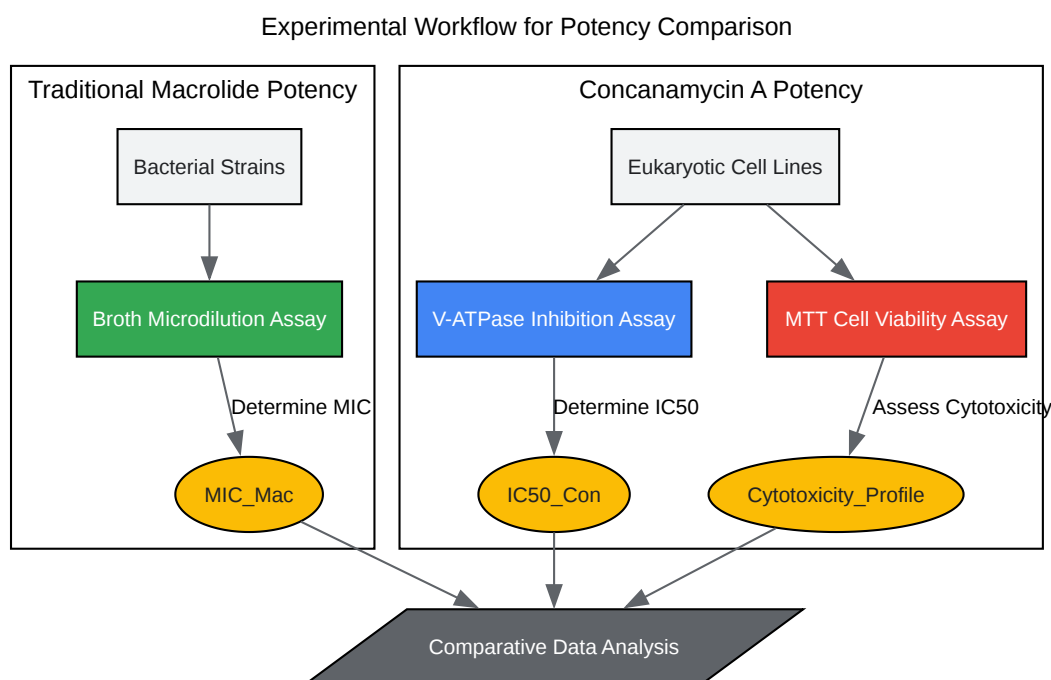 Experimental Workflow for Potency Comparison
Traditional Macrolide Potency
Concanamycin A Potency
Bacterial Strains
Eukaryotic Cell Lines
Broth Microdilution Assay
V-ATPase Inhibition Assay
MTT Cell Viability Assay
Determine MIC
Determine IC50
Assess Cytotoxicity
MIC_Mac
IC50_Con
Cytotoxicity_Profile
Comparative Data Analysis